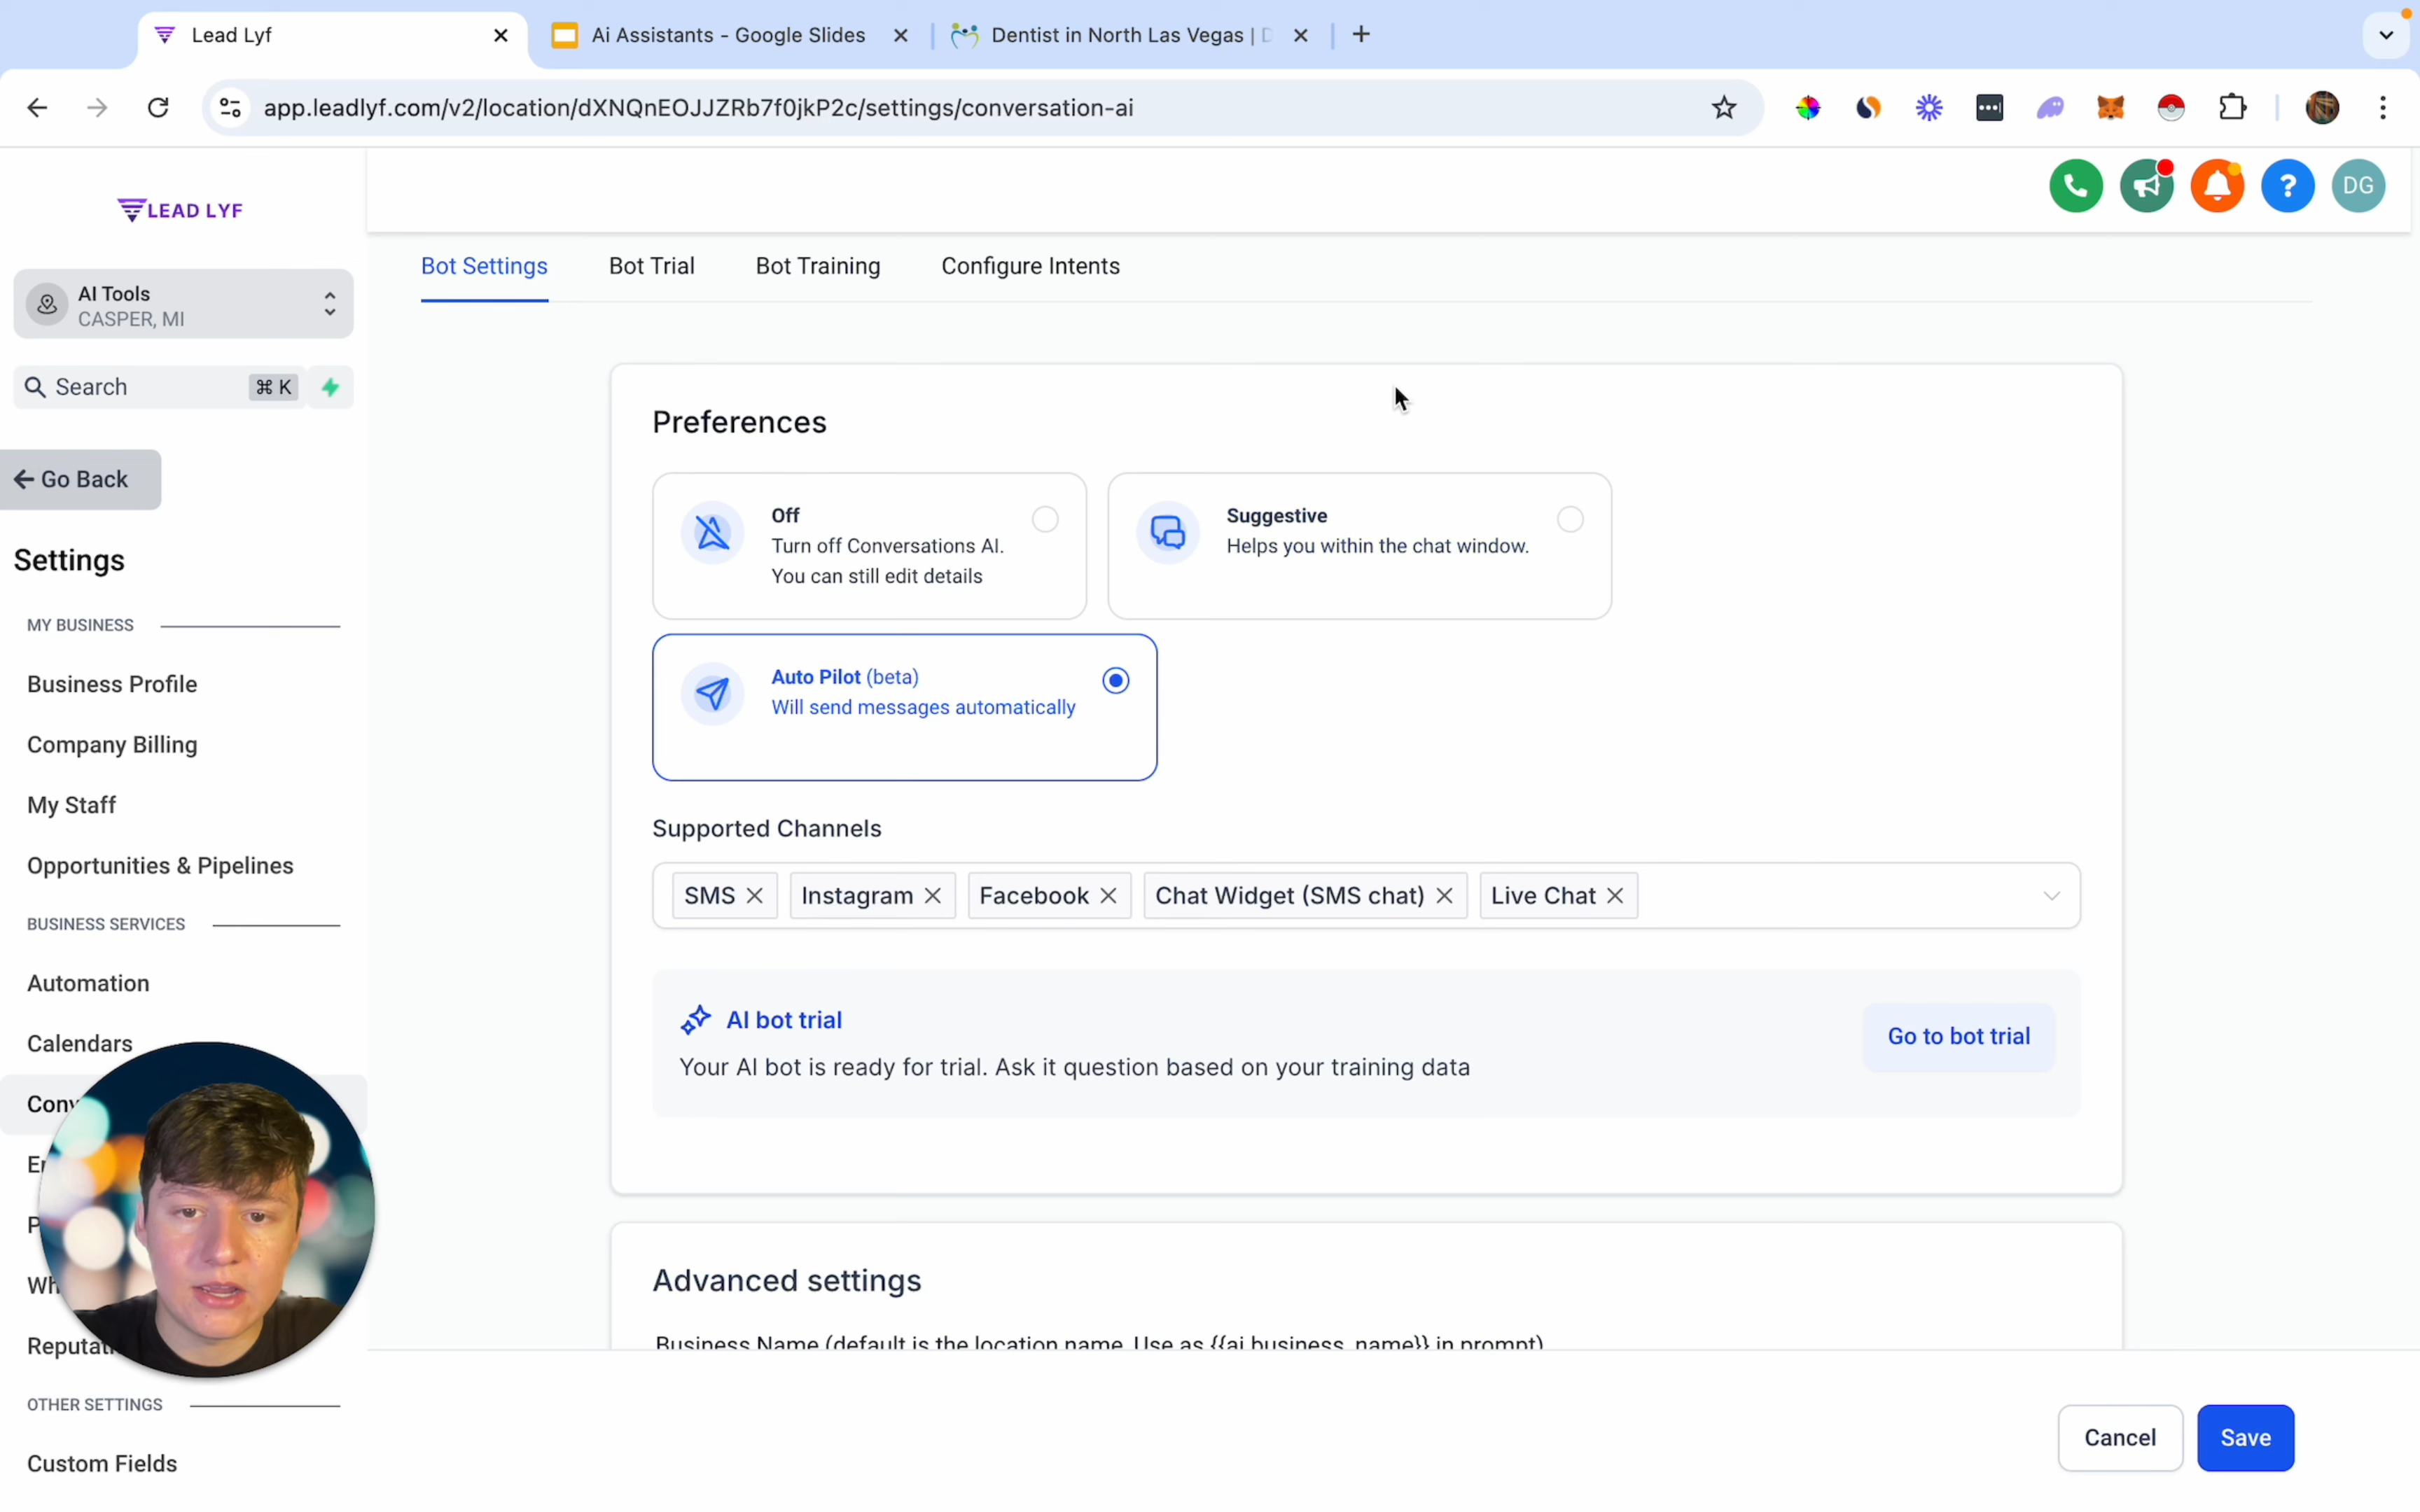 Lead Lyf
Ai Assistants - Google Slides
Dentist in North Las Vegas |
app.leadlyf.com/v2/location/dXNQnEOJJZRb7f0jkP2c/settings/conversation-ai
LEAD LYF
DG
Bot Settings
Bot Trial
Bot Training
Configure Intents
AI Tools
CASPER, MI
Search
⌘ K
Go Back
Settings
MY BUSINESS
Business Profile
Company Billing
My Staff
Opportunities & Pipelines
BUSINESS SERVICES
Automation
Calendars
OTHER SETTINGS
Custom Fields
Preferences
Off
Turn off Conversations AI.
You can still edit details
Suggestive
Helps you within the chat window.
Auto Pilot (beta)
Will send messages automatically
Supported Channels
SMS
Instagram
Facebook
Chat Widget (SMS chat)
Live Chat
AI bot trial
Your AI bot is ready for trial. Ask it question based on your training data
Go to bot trial
Advanced settings
Business Name (default is the location name. Use as {{ai.business_name}} in prompt)
Cancel
Save